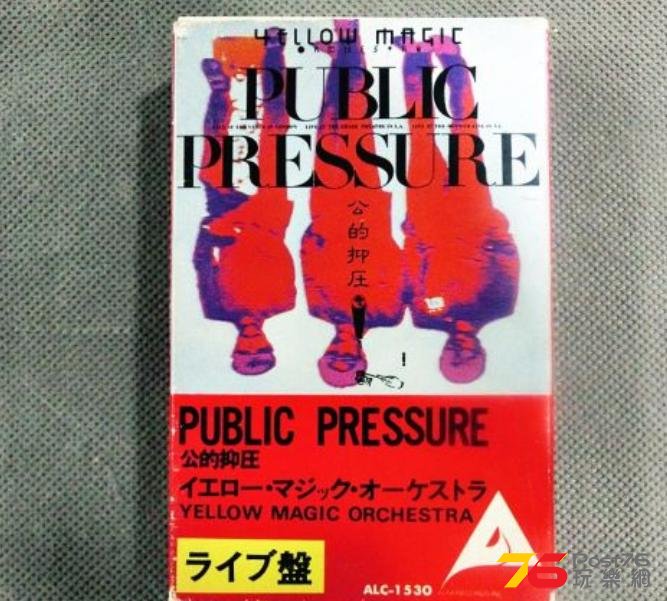 YELLOW MAGIC
PUBLIC
PRESSURE
公的抑圧
!
PUBLIC PRESSURE
公的抑圧
イエロー・マジック・オーケストラ
YELLOW MAGIC ORCHESTRA
ライブ盤
ALC-1530
76 Post76
玩樂網